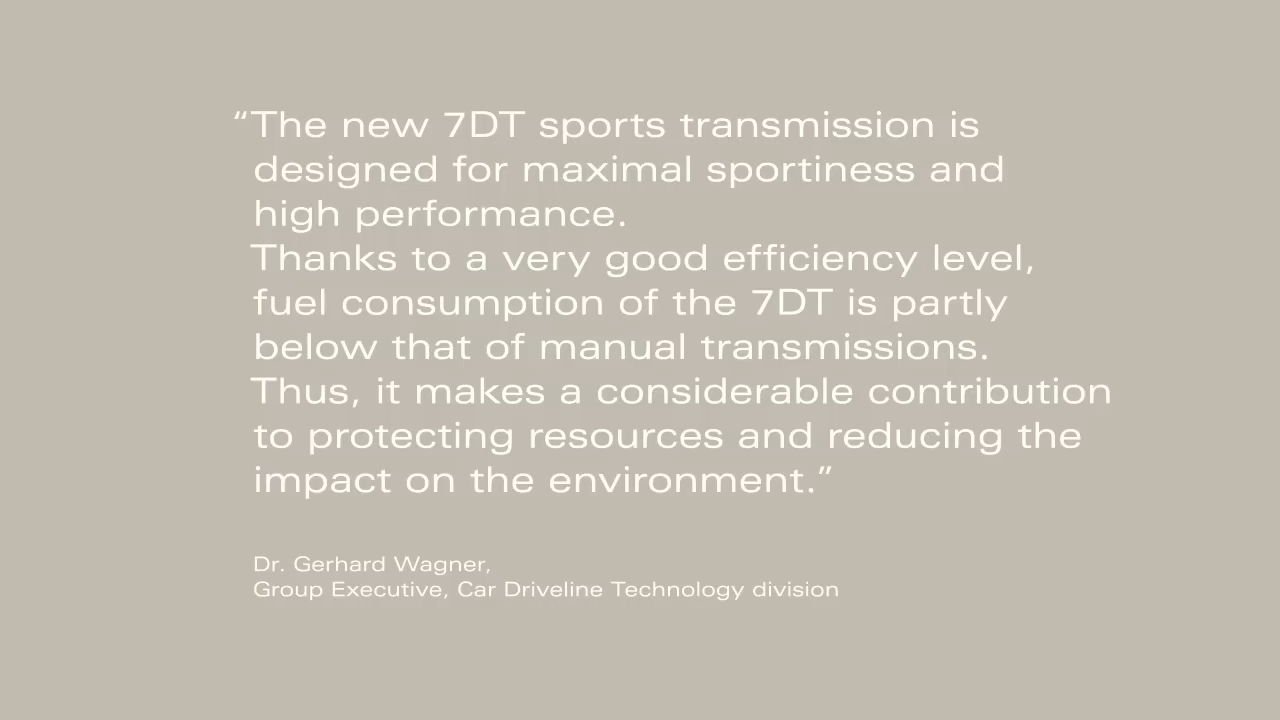 “The new 7DT sports transmission is
designed for maximal sportiness and
high performance.
Thanks to a very good efficiency level,
fuel consumption of the 7DT is partly
below that of manual transmissions.
Thus, it makes a considerable contribution
to protecting resources and reducing the
impact on the environment.”
Dr. Gerhard Wagner,
Group Executive, Car Driveline Technology division